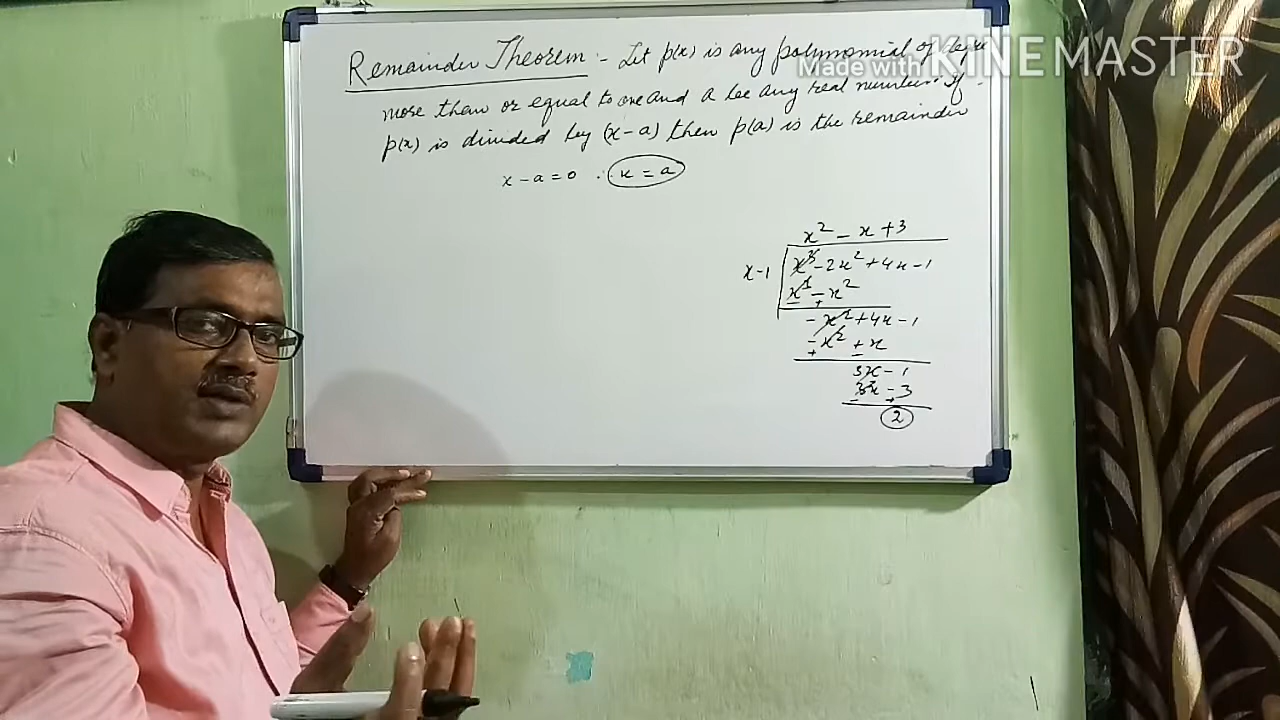 Remainder Theorem :- Let p(x) is any polynomial of degree
more than or equal to one and a be any real number. If
p(x) is divided by (x-a) then p(a) is the remainder
x-a=0 ∴ x=a
x² - x + 3
x-1 x³ - 2x² + 4x - 1
x³ - x²
- +
- x² + 4x - 1
- x² + x
+ -
3x - 1
3x - 3
- +
2
Made with KINEMASTER